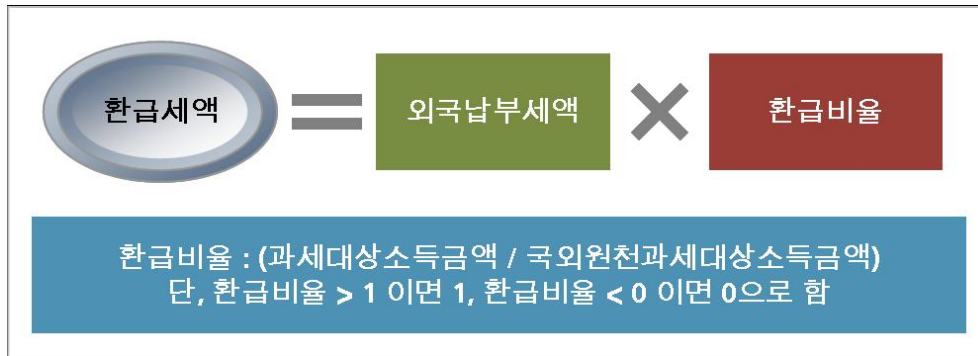 환급세액 = 외국납부세액 × 환급비율
환급비율 : (과세대상소득금액 / 국외원천과세대상소득금액)
단, 환급비율 > 1 이면 1, 환급비율 < 0 이면 0으로 함